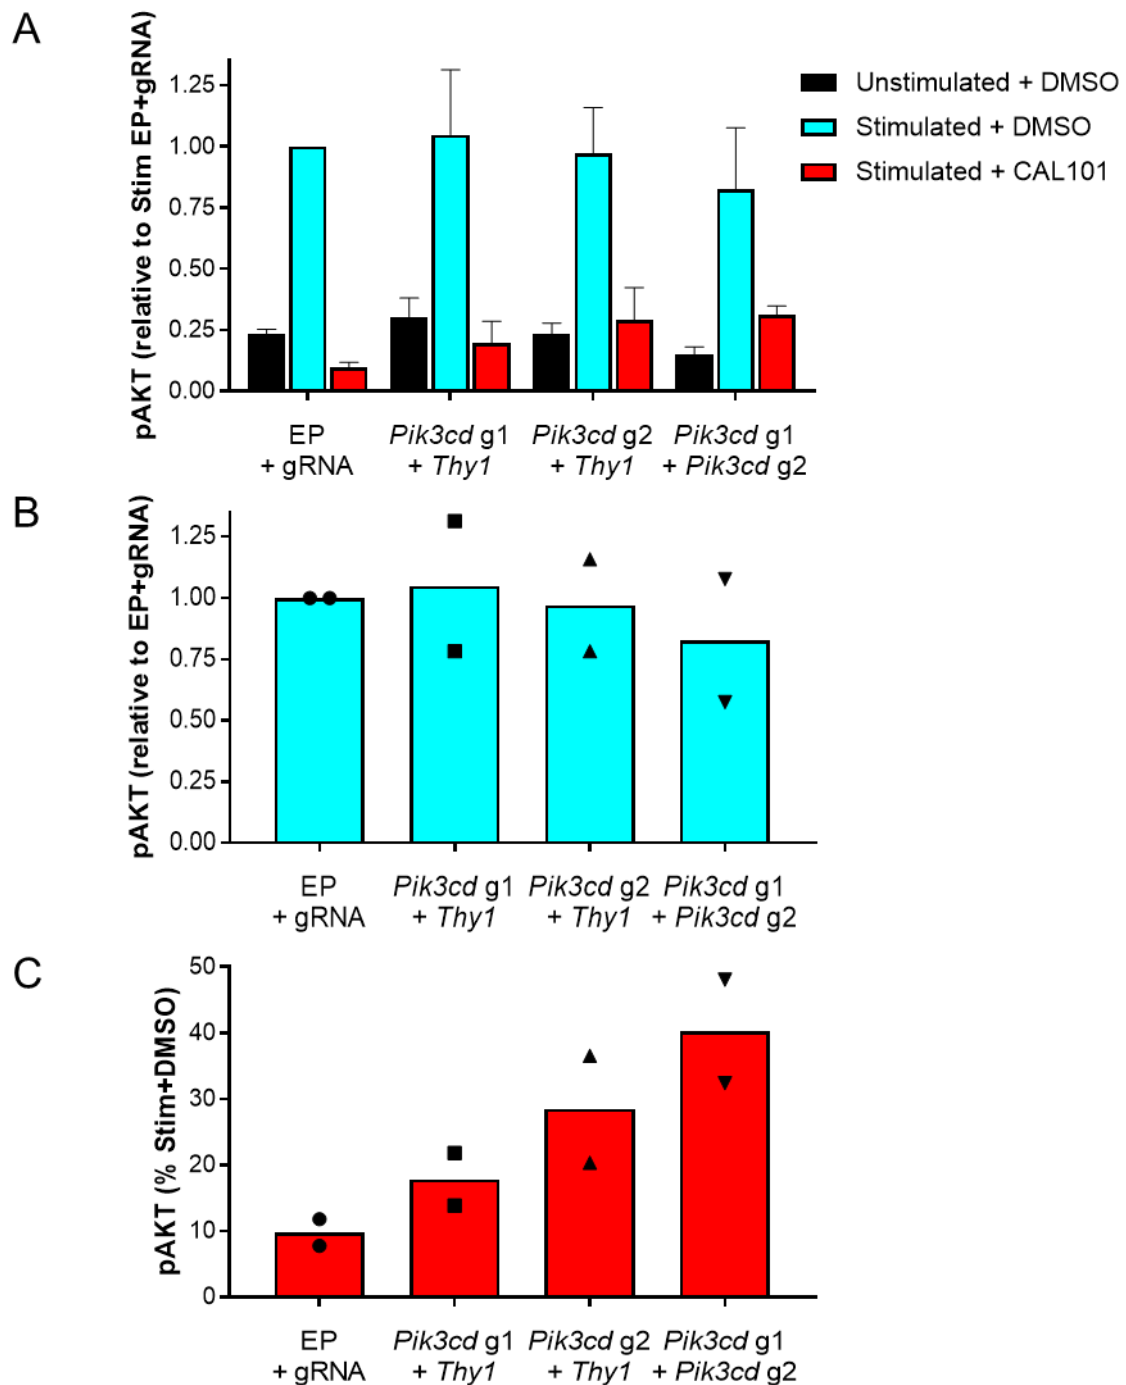 A
pAKT (relative to Stim EP+gRNA)
1.25
1.00
0.75
0.50
0.25
0.00
Unstimulated + DMSO
Stimulated + DMSO
Stimulated + CAL101
EP
+ gRNA
Pik3cd g1
+ Thy1
Pik3cd g2
+ Thy1
Pik3cd g1
+ Pik3cd g2
B
pAKT (relative to EP+gRNA)
1.25
1.00
0.75
0.50
0.25
0.00
EP
+ gRNA
Pik3cd g1
+ Thy1
Pik3cd g2
+ Thy1
Pik3cd g1
+ Pik3cd g2
C
pAKT (% Stim+DMSO)
50
40
30
20
10
0
EP
+ gRNA
Pik3cd g1
+ Thy1
Pik3cd g2
+ Thy1
Pik3cd g1
+ Pik3cd g2